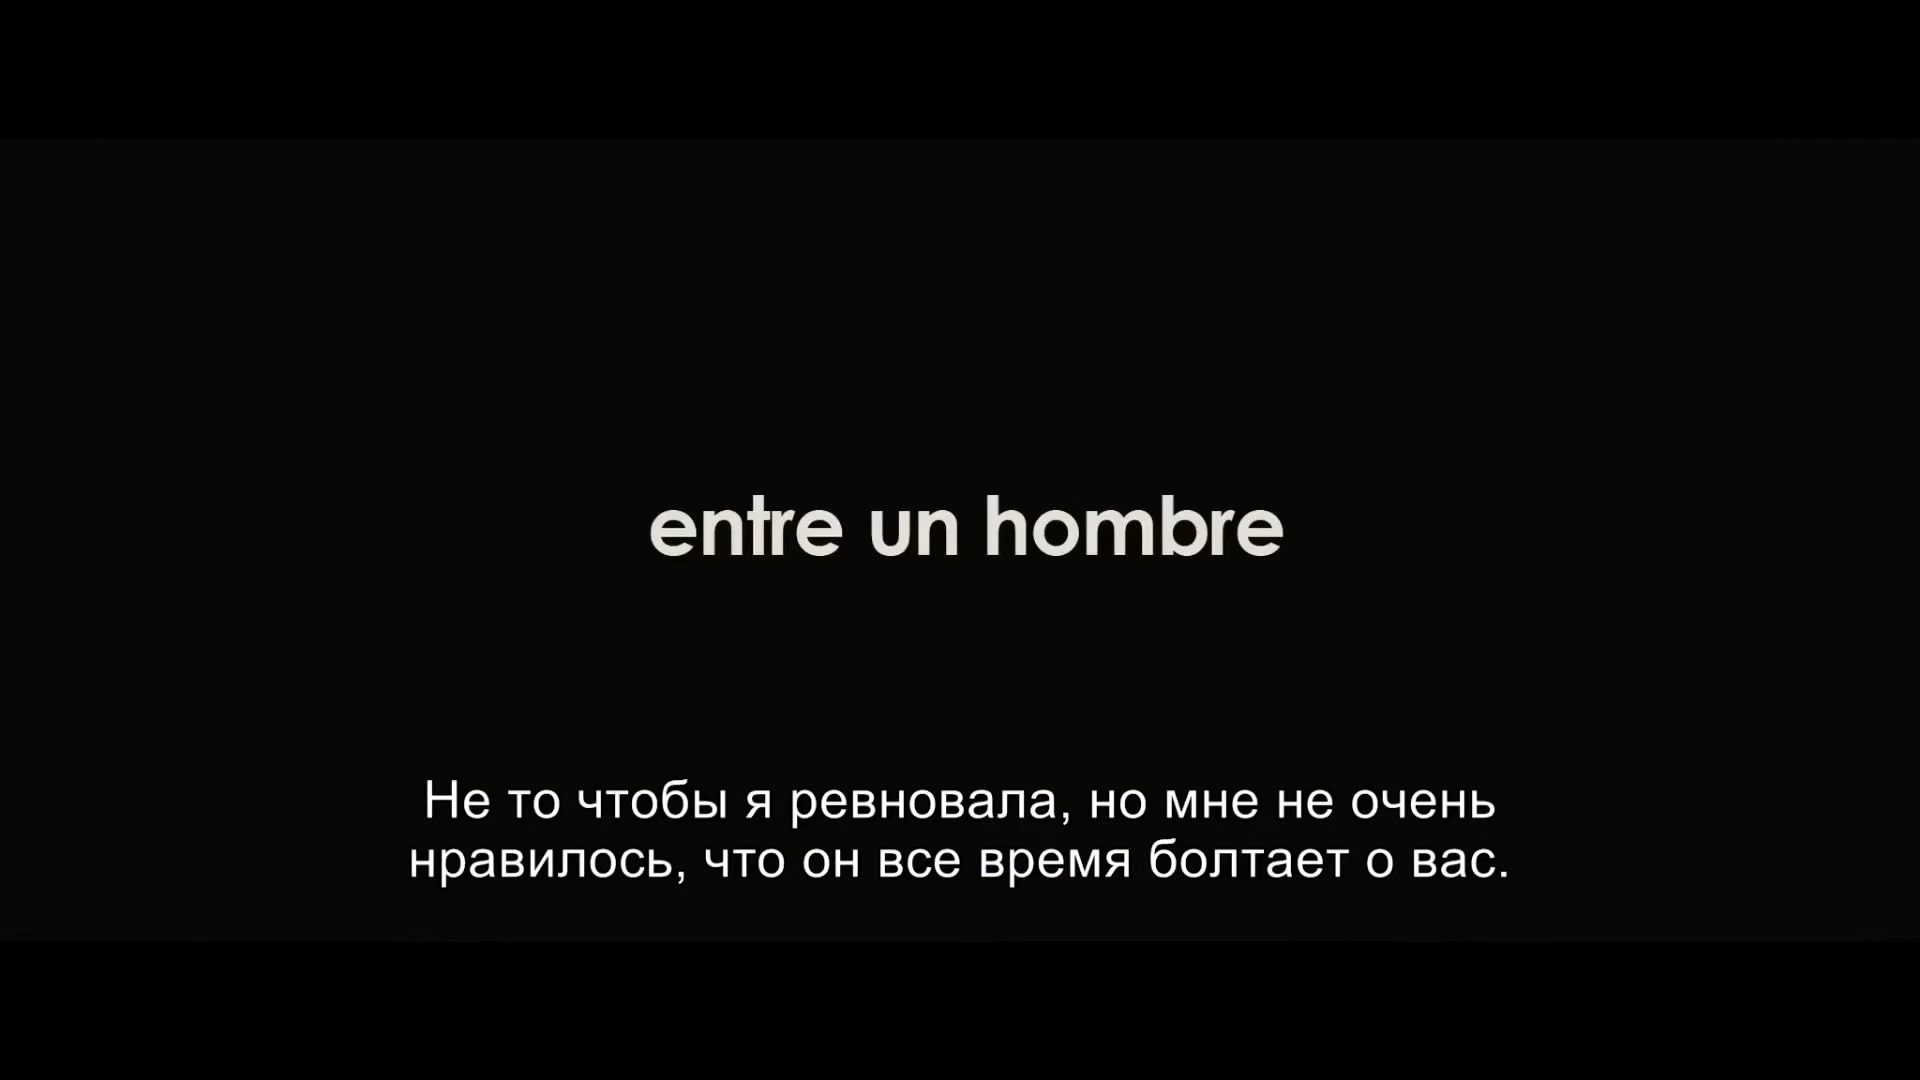 entre un hombre
Не то чтобы я ревновала, но мне не очень
нравилось, что он все время болтает о вас.